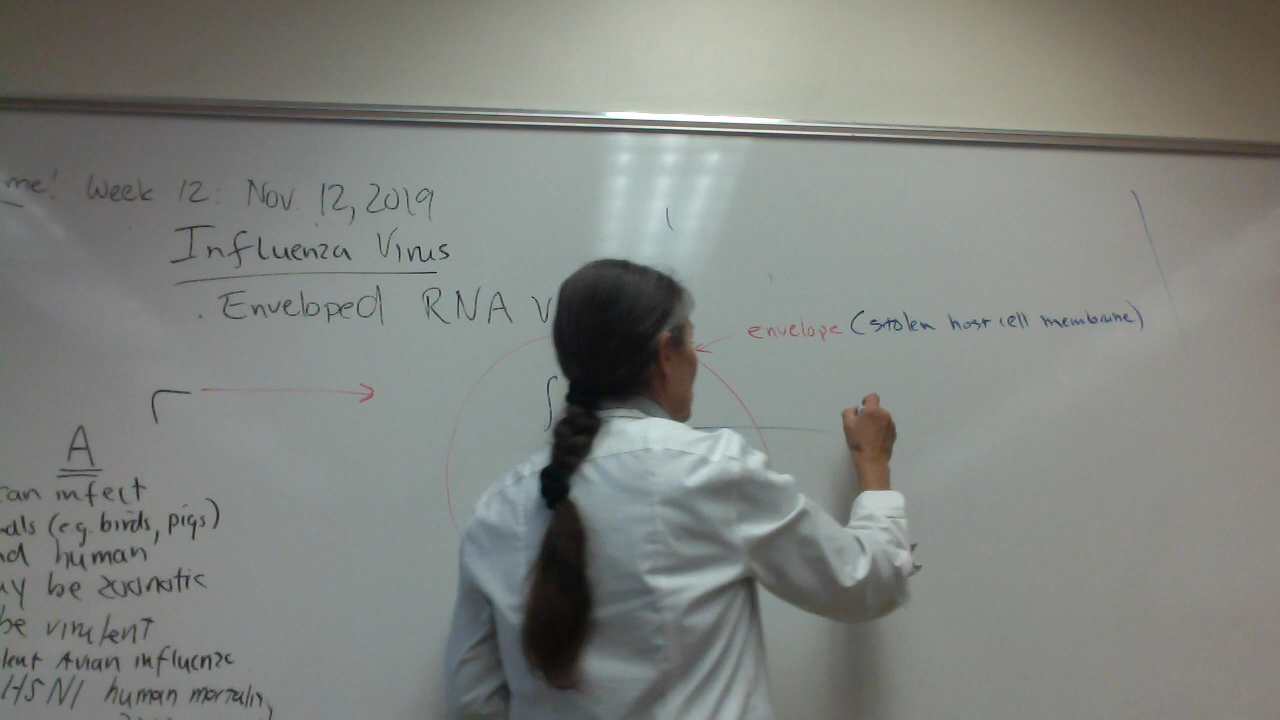 me! Week 12: Nov. 12, 2019
Influenza Virus
. Enveloped RNA V
envelope (stolen host cell membrane)
A
can infect
als (e.g. birds, pigs)
nd human
ay be zoonotic
be virulent
lent Avian influenza
H5N1 human mortality